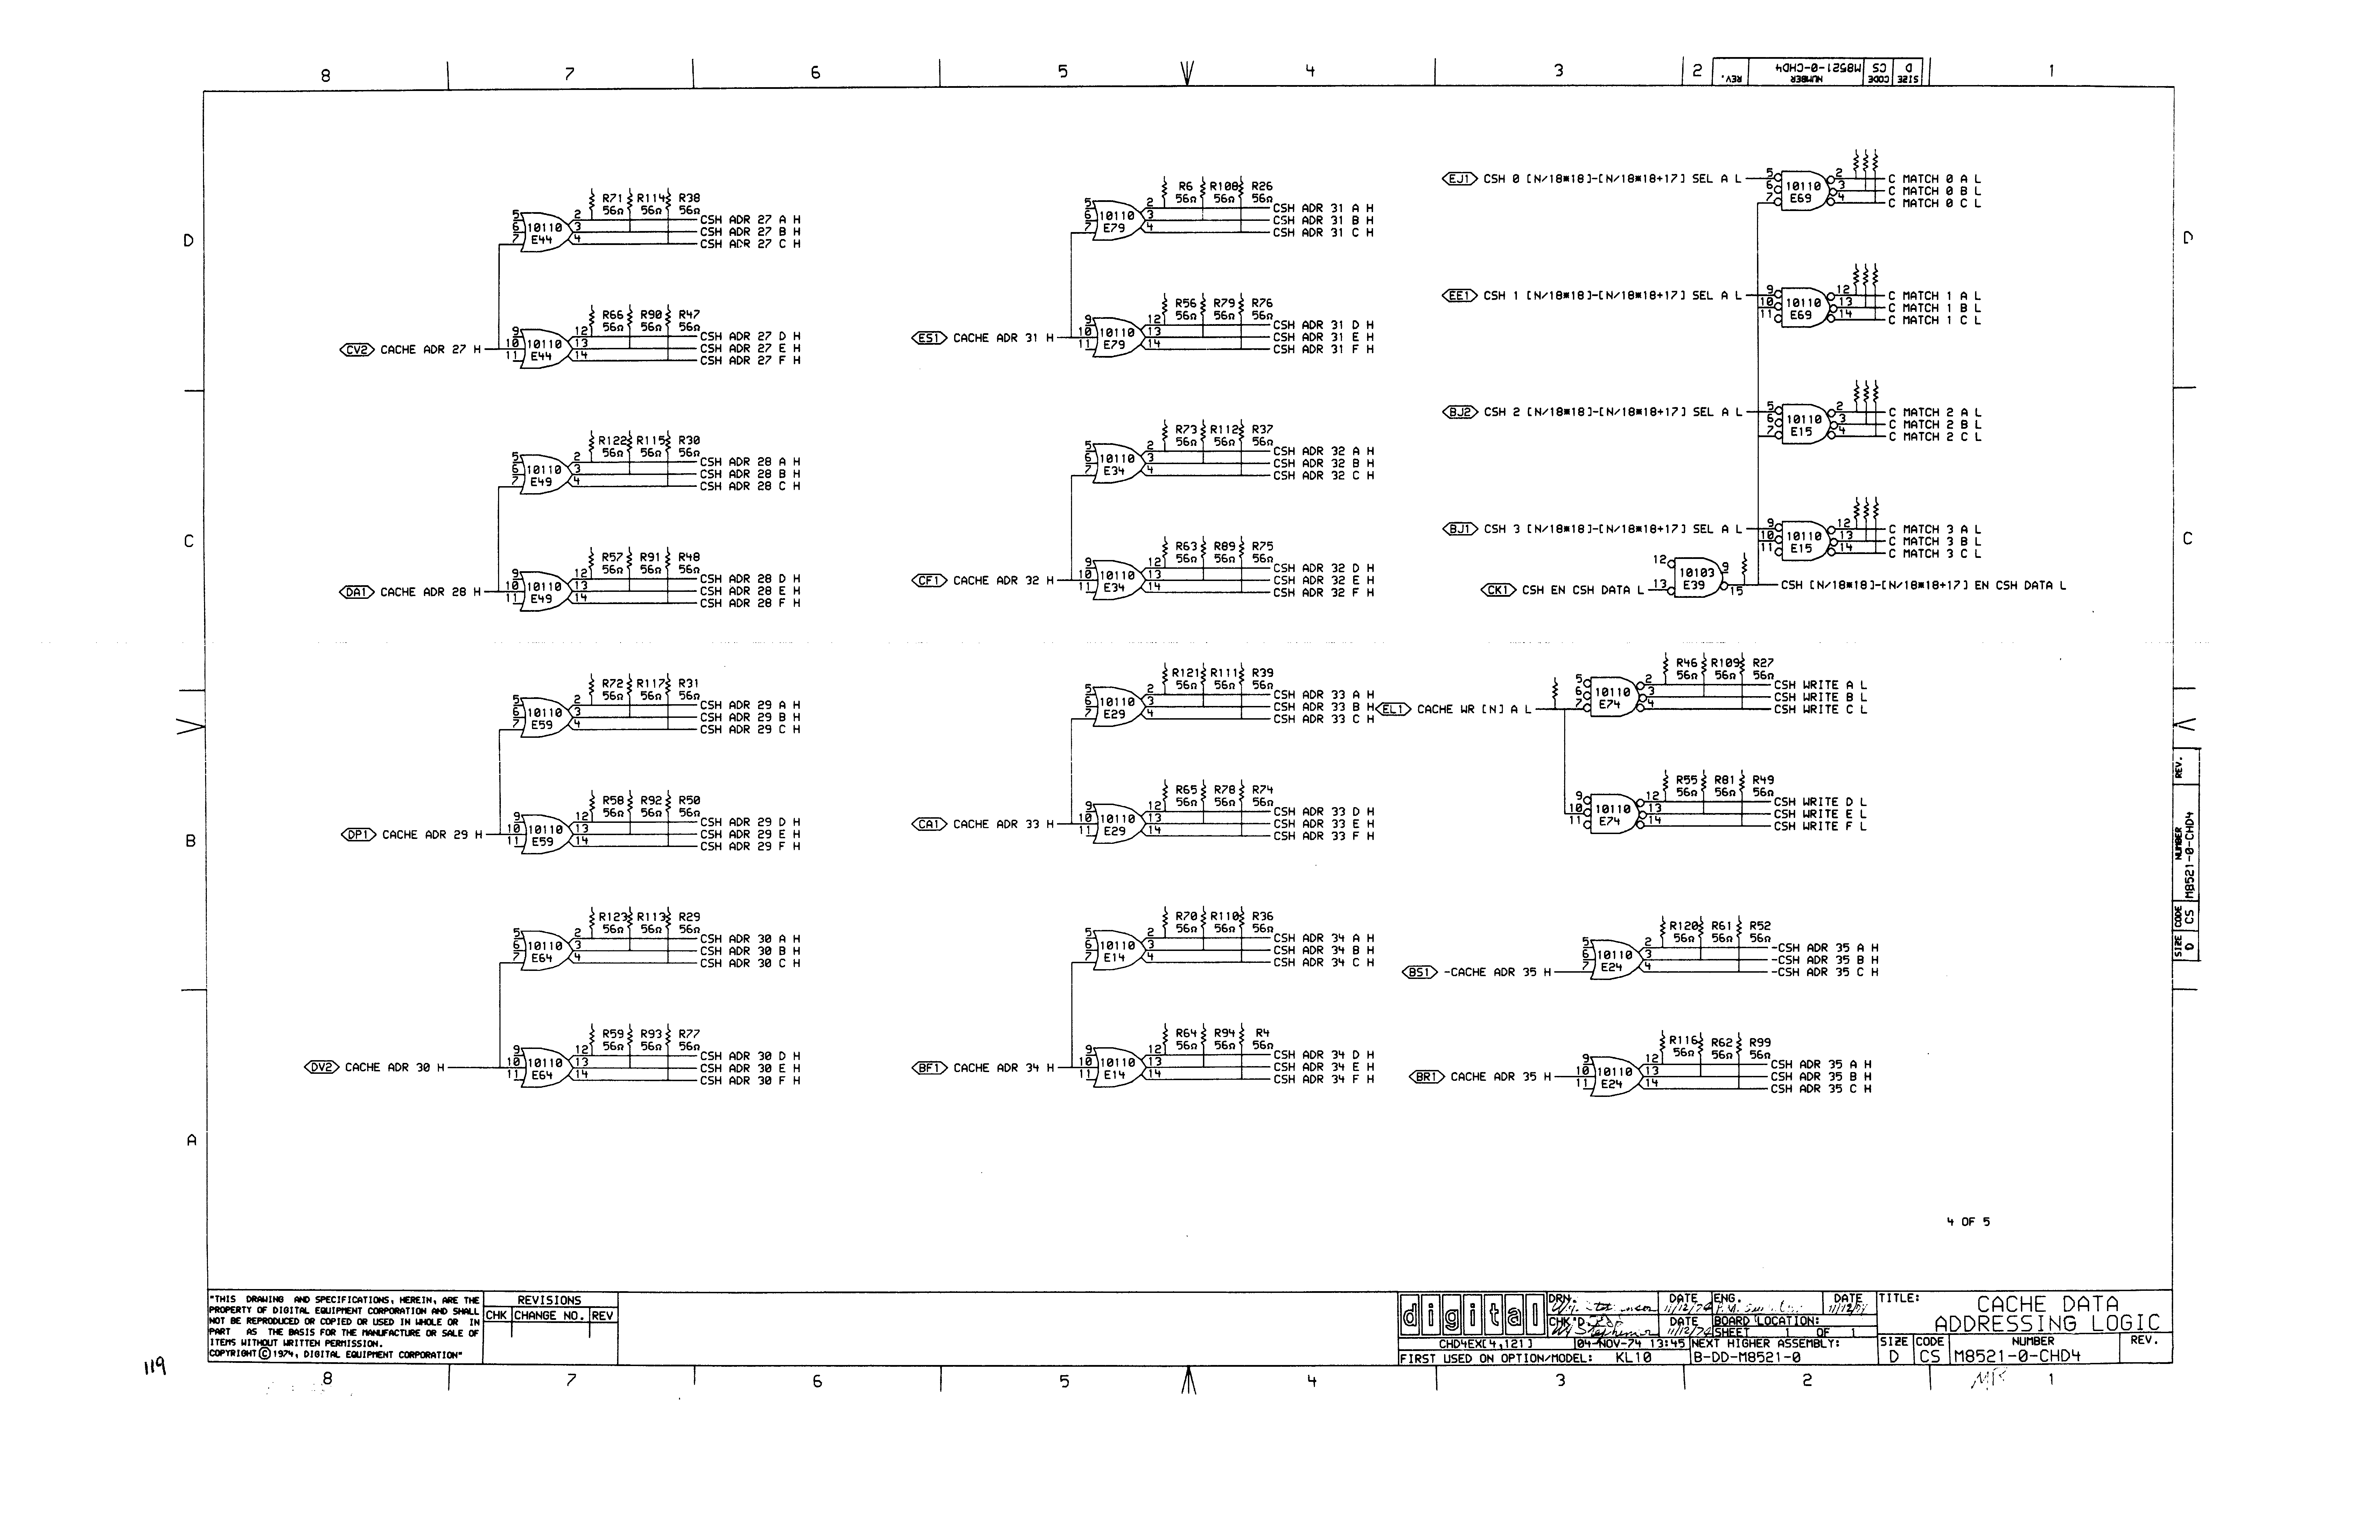 8 7 6 5 4 3 2 1
SIZE CODE NUMBER REV.
D CS M8521-0-CHD4
D
C
B
A
R71 R114 R38
56Ω 56Ω 56Ω
5 6 7 10110 E44 2 3 4
CSH ADR 27 A H
CSH ADR 27 B H
CSH ADR 27 C H
R66 R90 R47
56Ω 56Ω 56Ω
CV2 CACHE ADR 27 H
9 10 11 10110 E44 12 13 14
CSH ADR 27 D H
CSH ADR 27 E H
CSH ADR 27 F H
R122 R115 R30
56Ω 56Ω 56Ω
5 6 7 10110 E49 2 3 4
CSH ADR 28 A H
CSH ADR 28 B H
CSH ADR 28 C H
R57 R91 R48
56Ω 56Ω 56Ω
DA1 CACHE ADR 28 H
9 10 11 10110 E49 12 13 14
CSH ADR 28 D H
CSH ADR 28 E H
CSH ADR 28 F H
R72 R117 R31
56Ω 56Ω 56Ω
5 6 7 10110 E59 2 3 4
CSH ADR 29 A H
CSH ADR 29 B H
CSH ADR 29 C H
R58 R92 R50
56Ω 56Ω 56Ω
DP1 CACHE ADR 29 H
9 10 11 10110 E59 12 13 14
CSH ADR 29 D H
CSH ADR 29 E H
CSH ADR 29 F H
R123 R113 R29
56Ω 56Ω 56Ω
5 6 7 10110 E64 2 3 4
CSH ADR 30 A H
CSH ADR 30 B H
CSH ADR 30 C H
R59 R93 R77
56Ω 56Ω 56Ω
DV2 CACHE ADR 30 H
9 10 11 10110 E64 12 13 14
CSH ADR 30 D H
CSH ADR 30 E H
CSH ADR 30 F H
R6 R108 R26
56Ω 56Ω 56Ω
5 6 7 10110 E79 2 3 4
CSH ADR 31 A H
CSH ADR 31 B H
CSH ADR 31 C H
R56 R79 R76
56Ω 56Ω 56Ω
ES1 CACHE ADR 31 H
9 10 11 10110 E79 12 13 14
CSH ADR 31 D H
CSH ADR 31 E H
CSH ADR 31 F H
R73 R112 R37
56Ω 56Ω 56Ω
5 6 7 10110 E34 2 3 4
CSH ADR 32 A H
CSH ADR 32 B H
CSH ADR 32 C H
R63 R89 R75
56Ω 56Ω 56Ω
CF1 CACHE ADR 32 H
9 10 11 10110 E34 12 13 14
CSH ADR 32 D H
CSH ADR 32 E H
CSH ADR 32 F H
R121 R111 R39
56Ω 56Ω 56Ω
5 6 7 10110 E29 2 3 4
CSH ADR 33 A H
CSH ADR 33 B H
CSH ADR 33 C H
R65 R78 R74
56Ω 56Ω 56Ω
CA1 CACHE ADR 33 H
9 10 11 10110 E29 12 13 14
CSH ADR 33 D H
CSH ADR 33 E H
CSH ADR 33 F H
R70 R110 R36
56Ω 56Ω 56Ω
5 6 7 10110 E14 2 3 4
CSH ADR 34 A H
CSH ADR 34 B H
CSH ADR 34 C H
R64 R94 R4
56Ω 56Ω 56Ω
BF1 CACHE ADR 34 H
9 10 11 10110 E14 12 13 14
CSH ADR 34 D H
CSH ADR 34 E H
CSH ADR 34 F H
EJ1 CSH 0 [N/18*18]-[N/18*18+17] SEL A L
5 6 7 10110 E69 2 3 4
C MATCH 0 A L
C MATCH 0 B L
C MATCH 0 C L
EE1 CSH 1 [N/18*18]-[N/18*18+17] SEL A L
9 10 11 10110 E69 12 13 14
C MATCH 1 A L
C MATCH 1 B L
C MATCH 1 C L
BJ2 CSH 2 [N/18*18]-[N/18*18+17] SEL A L
5 6 7 10110 E15 2 3 4
C MATCH 2 A L
C MATCH 2 B L
C MATCH 2 C L
BJ1 CSH 3 [N/18*18]-[N/18*18+17] SEL A L
9 10 11 10110 E15 12 13 14
C MATCH 3 A L
C MATCH 3 B L
C MATCH 3 C L
CK1 CSH EN CSH DATA L
12 13 10103 E39 9 15
CSH [N/18*18]-[N/18*18+17] EN CSH DATA L
R46 R109 R27
56Ω 56Ω 56Ω
EL1 CACHE WR [N] A L
5 6 7 10110 E74 2 3 4
CSH WRITE A L
CSH WRITE B L
CSH WRITE C L
R55 R81 R49
56Ω 56Ω 56Ω
9 10 11 10110 E74 12 13 14
CSH WRITE D L
CSH WRITE E L
CSH WRITE F L
R120 R61 R52
56Ω 56Ω 56Ω
BS1 -CACHE ADR 35 H
5 6 7 10110 E24 2 3 4
-CSH ADR 35 A H
-CSH ADR 35 B H
-CSH ADR 35 C H
R116 R62 R99
56Ω 56Ω 56Ω
BR1 CACHE ADR 35 H
9 10 11 10110 E24 12 13 14
CSH ADR 35 A H
CSH ADR 35 B H
CSH ADR 35 C H
D
C
SIZE CODE NUMBER REV.
D CS M8521-0-CHD4
4 OF 5
"THIS DRAWING AND SPECIFICATIONS, HEREIN, ARE THE
PROPERTY OF DIGITAL EQUIPMENT CORPORATION AND SHALL
NOT BE REPRODUCED OR COPIED OR USED IN WHOLE OR IN
PART AS THE BASIS FOR THE MANUFACTURE OR SALE OF
ITEMS WITHOUT WRITTEN PERMISSION.
COPYRIGHT © 1974, DIGITAL EQUIPMENT CORPORATION"
REVISIONS
CHK CHANGE NO. REV
digital
DRN. DATE 11/12/74
ENG. DATE
CHK'D. DATE 11/12/74
BOARD LOCATION:
SHEET 1 OF 1
CHD4EX[4,121] 04-NOV-74 13:45
NEXT HIGHER ASSEMBLY:
FIRST USED ON OPTION/MODEL: KL10
B-DD-M8521-0
TITLE: CACHE DATA
ADDRESSING LOGIC
SIZE CODE NUMBER REV.
D CS M8521-0-CHD4
119
8 7 6 5 4 3 2 1